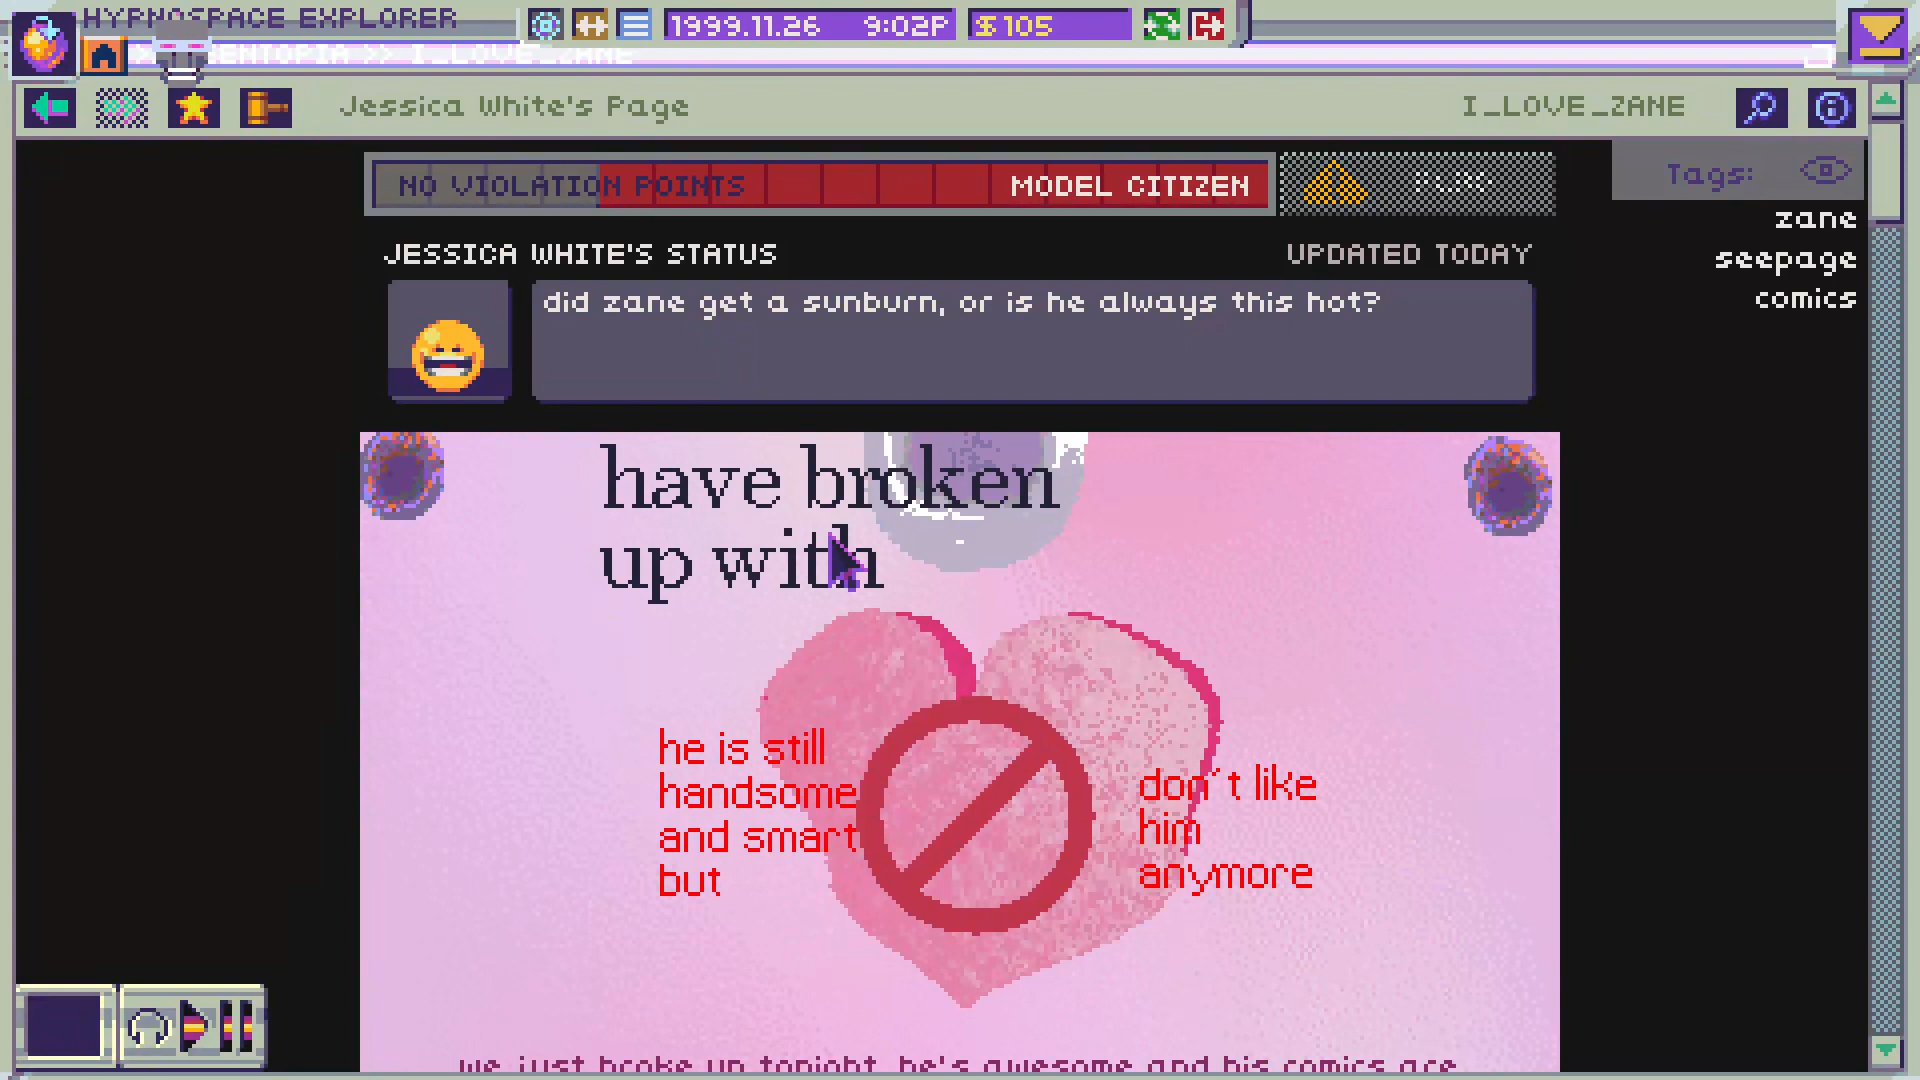 HYPNOSPACE EXPLORER
1999.11.26 9:02P
105
>> I_LOVE_ZANE
Jessica White's Page
I_LOVE_ZANE
NO VIOLATION POINTS
MODEL CITIZEN
Tags:
zane
seepage
comics
JESSICA WHITE'S STATUS
UPDATED TODAY
did zane get a sunburn, or is he always this hot?
have broken
up with
he is still
handsome
and smart
but
don't like
him
anymore
we just broke up tonight. he's awesome and his comics are